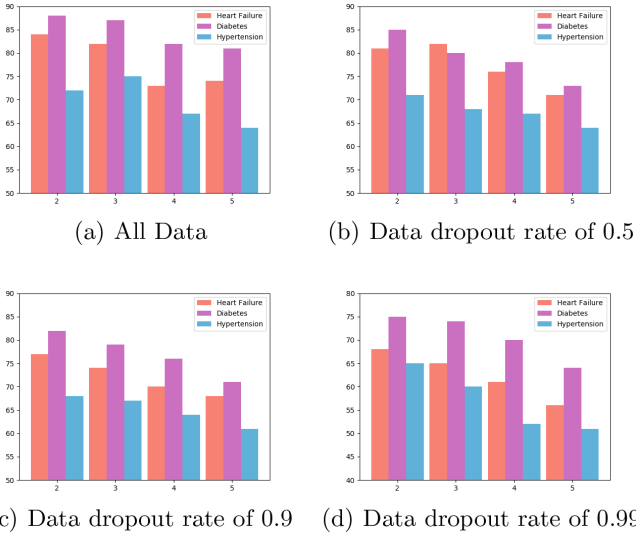 90
85
80
75
70
65
60
55
50
2 3 4 5
Heart Failure
Diabetes
Hypertension
(a) All Data
90
85
80
75
70
65
60
55
50
2 3 4 5
Heart Failure
Diabetes
Hypertension
(b) Data dropout rate of 0.5
90
85
80
75
70
65
60
55
50
2 3 4 5
Heart Failure
Diabetes
Hypertension
c) Data dropout rate of 0.9
80
75
70
65
60
55
50
45
40
2 3 4 5
Heart Failure
Diabetes
Hypertension
(d) Data dropout rate of 0.99